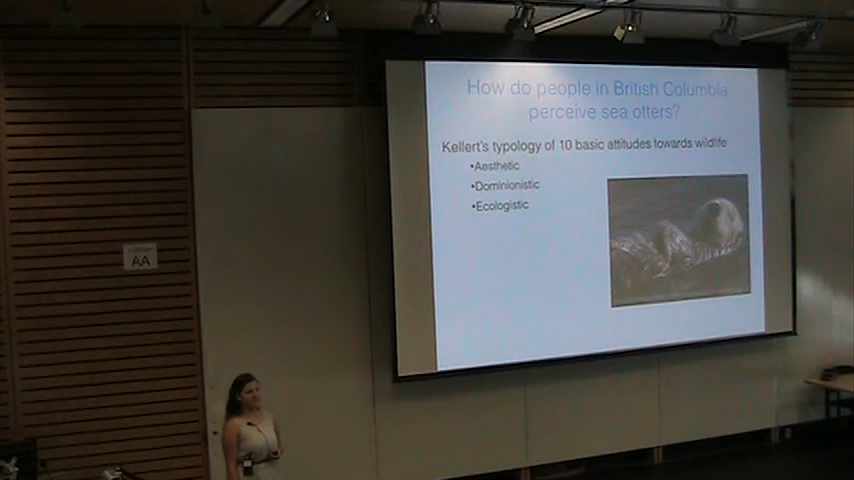 How do people in British Columbia
perceive sea otters?
Kellert's typology of 10 basic attitudes towards wildlife
•Aesthetic
•Dominionistic
•Ecologistic
AA